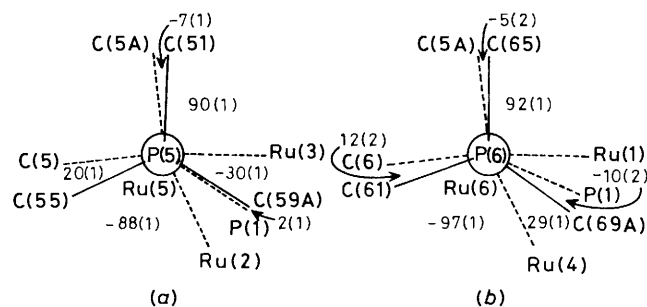 -7(1)
C(5A) C(51)
90(1)
P(5)
Ru(3)
C(5)
20(1)
-30(1)
C(55)
Ru(5)
C(59A)
P(1)
2(1)
-88(1)
Ru(2)
(a)
-5(2)
C(5A) C(65)
92(1)
12(2)
P(6)
Ru(1)
C(6)
-10(2)
C(61)
Ru(6)
P(1)
-97(1)
29(1)
C(69A)
Ru(4)
(b)